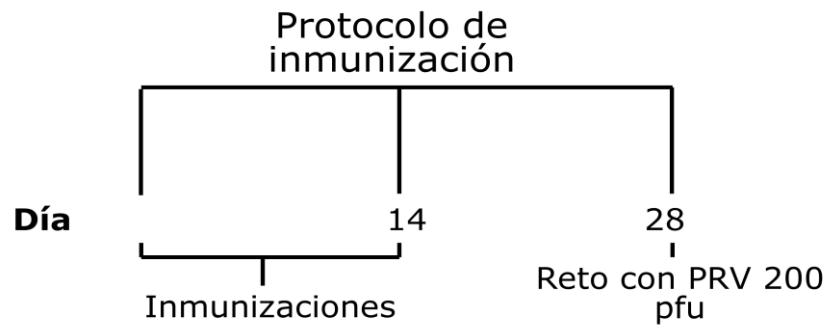 Protocolo de
inmunización
Día 14 28
Inmunizaciones
Reto con PRV 200
pfu